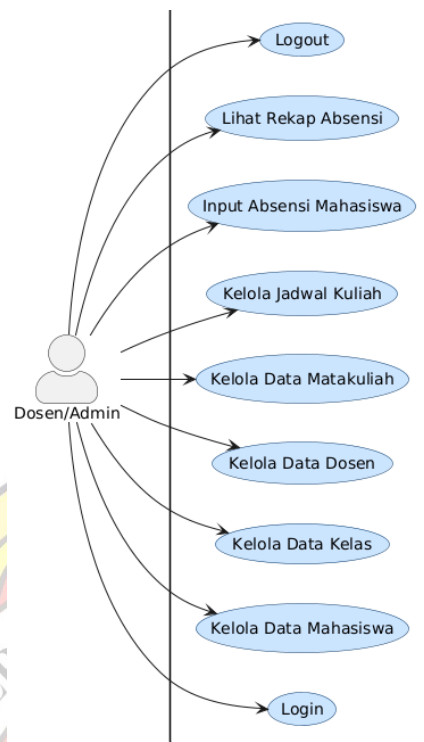 Logout
Lihat Rekap Absensi
Input Absensi Mahasiswa
Kelola Jadwal Kuliah
Kelola Data Matakuliah
Dosen/Admin
Kelola Data Dosen
Kelola Data Kelas
Kelola Data Mahasiswa
Login